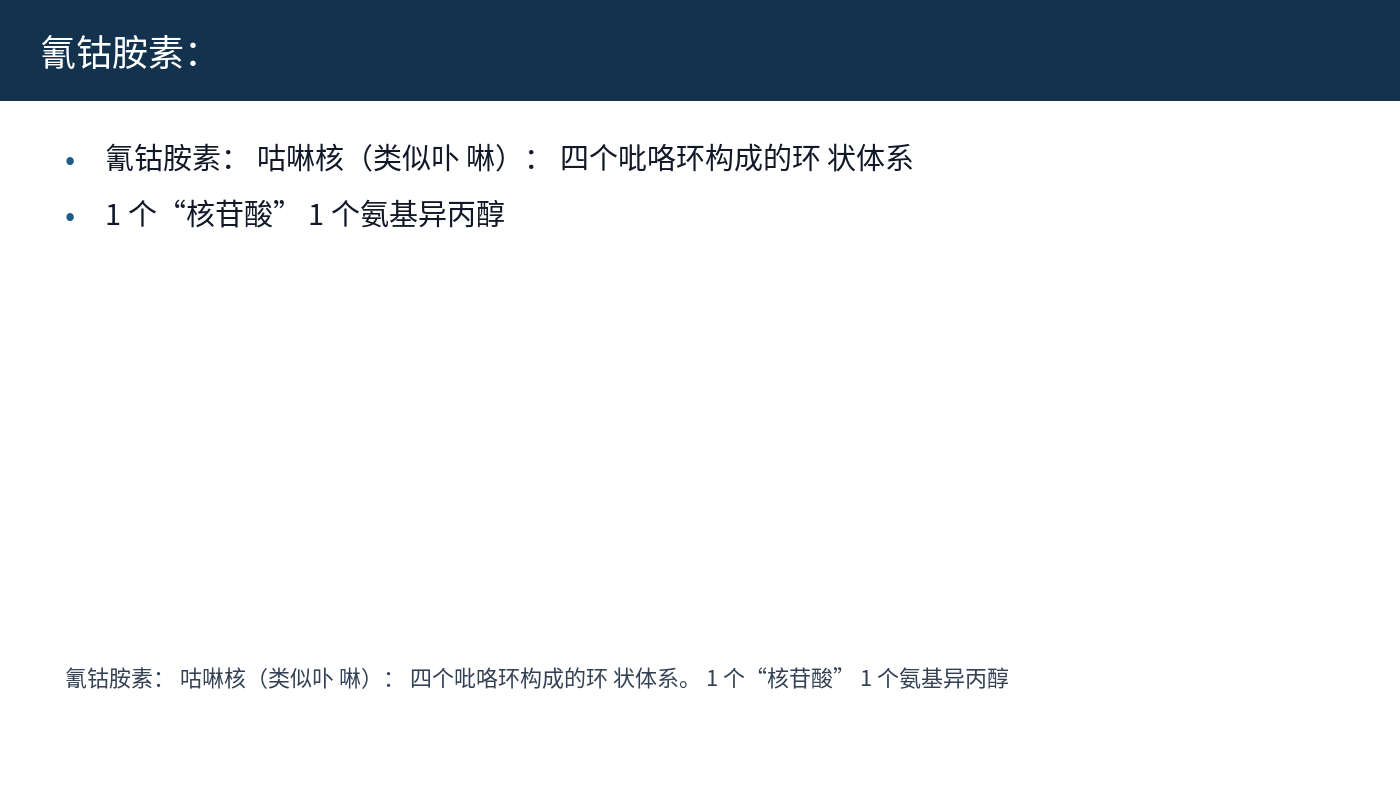 氰钴胺素：
• 氰钴胺素： 咕啉核（类似卟 啉）： 四个吡咯环构成的环 状体系
• 1 个“核苷酸” 1 个氨基异丙醇
氰钴胺素： 咕啉核（类似卟 啉）： 四个吡咯环构成的环 状体系。 1 个“核苷酸” 1 个氨基异丙醇